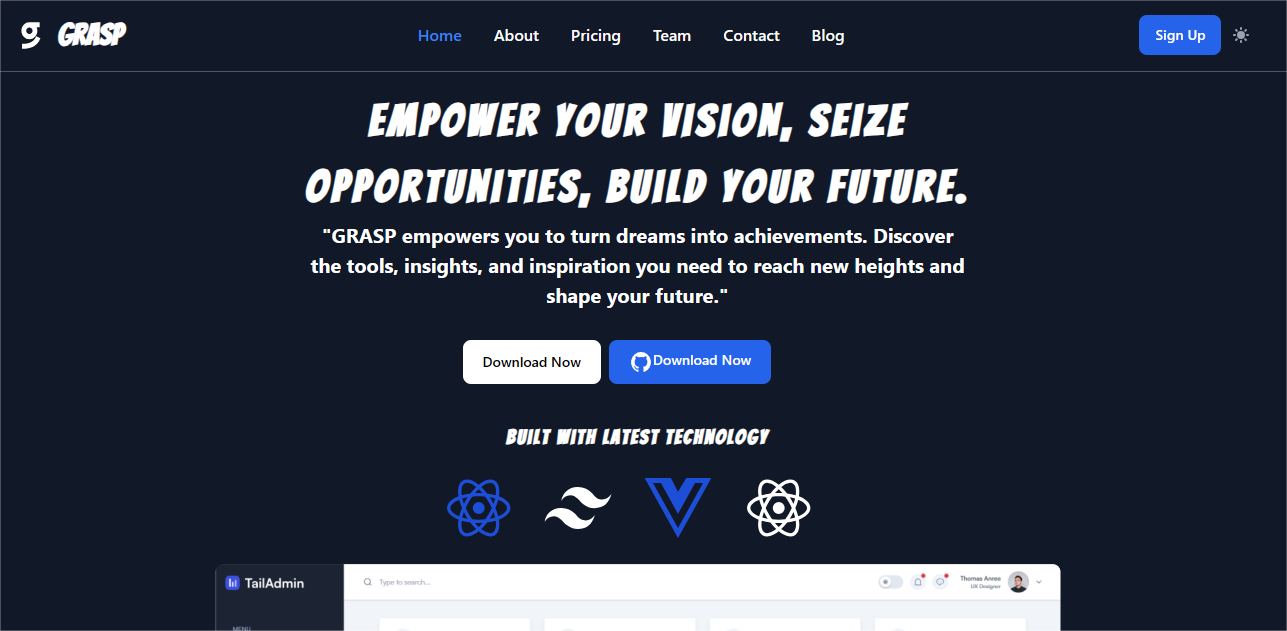 g GRASP
Home About Pricing Team Contact Blog
Sign Up
EMPOWER YOUR VISION, SEIZE
OPPORTUNITIES, BUILD YOUR FUTURE.
"GRASP empowers you to turn dreams into achievements. Discover
the tools, insights, and inspiration you need to reach new heights and
shape your future."
Download Now
Download Now
BUILT WITH LATEST TECHNOLOGY
TailAdmin
Type to search...
Thomas Anree
UX Designer
MENU